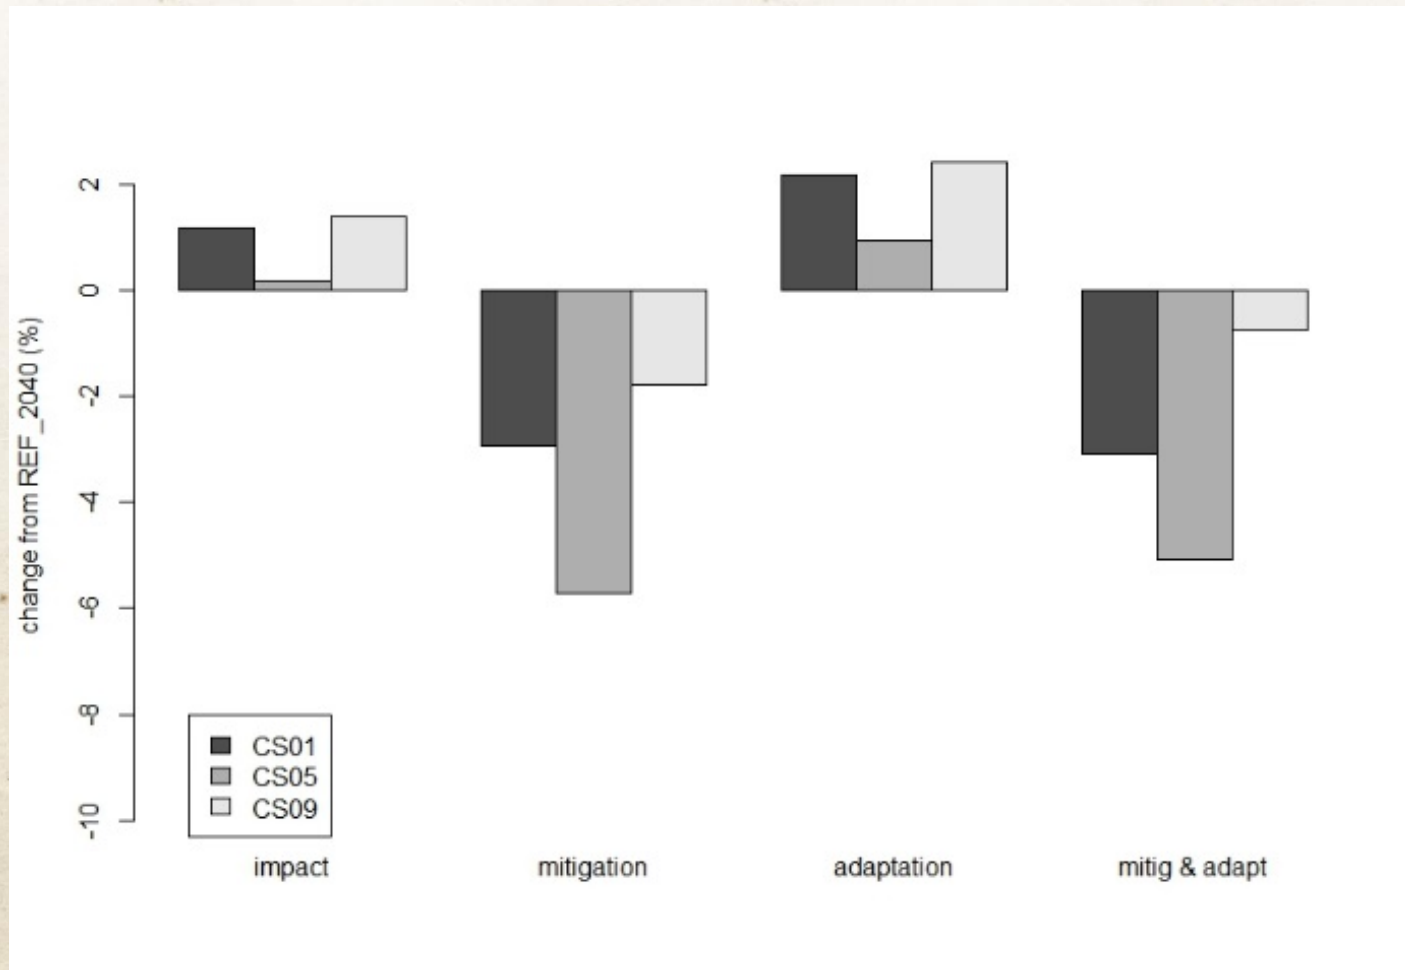 change from REF_2040 (%)
2
0
-2
-4
-6
-8
-10
CS01
CS05
CS09
impact mitigation adaptation mitig & adapt